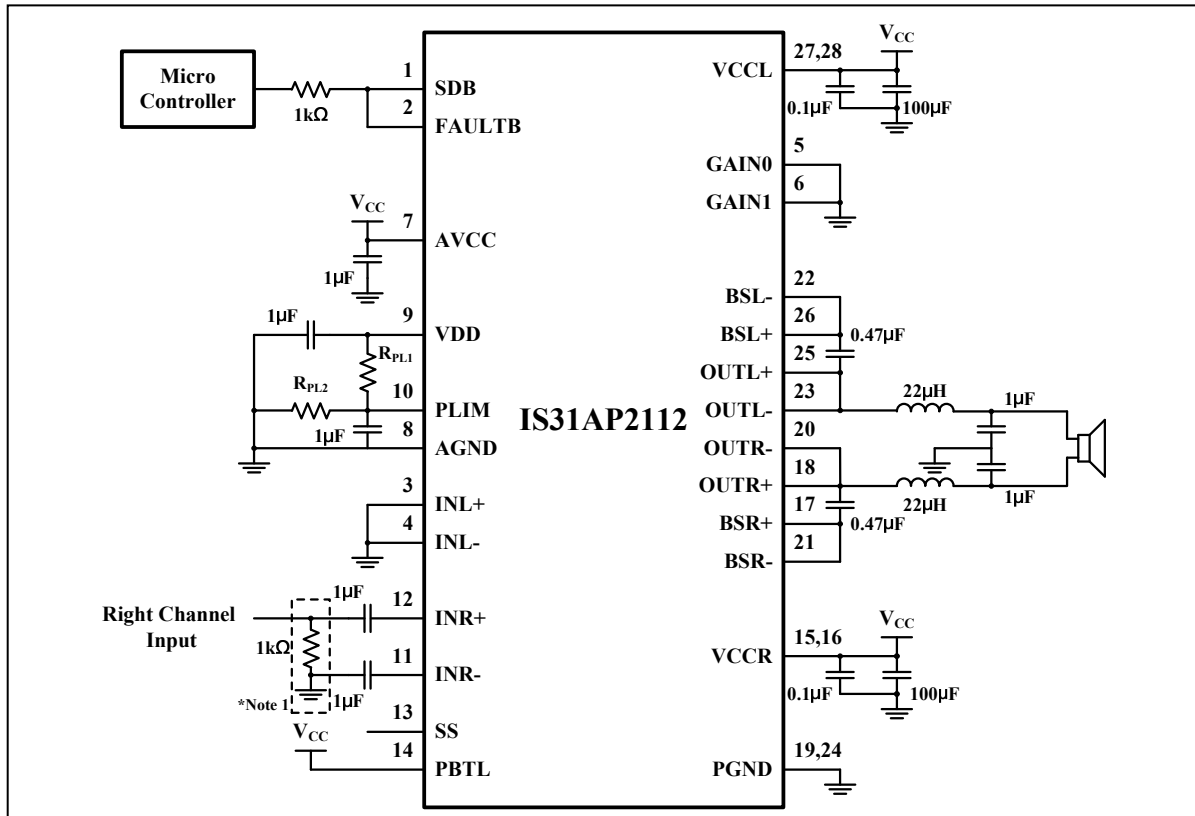 Micro
Controller
1kΩ
1
SDB
2
FAULTB
VCC
7
AVCC
1µF
1µF
9
VDD
RPL1
RPL2
10
PLIM
1µF
8
AGND
3
INL+
4
INL-
Right Channel
Input
1µF
12
INR+
1kΩ
11
INR-
*Note 1
1µF
13
SS
VCC
14
PBTL
IS31AP2112
VCC
27,28
VCCL
0.1µF
100µF
5
GAIN0
6
GAIN1
22
BSL-
26
BSL+
0.47µF
25
OUTL+
23
OUTL-
22µH
1µF
20
OUTR-
18
OUTR+
22µH
1µF
17
BSR+
0.47µF
21
BSR-
VCC
15,16
VCCR
0.1µF
100µF
19,24
PGND